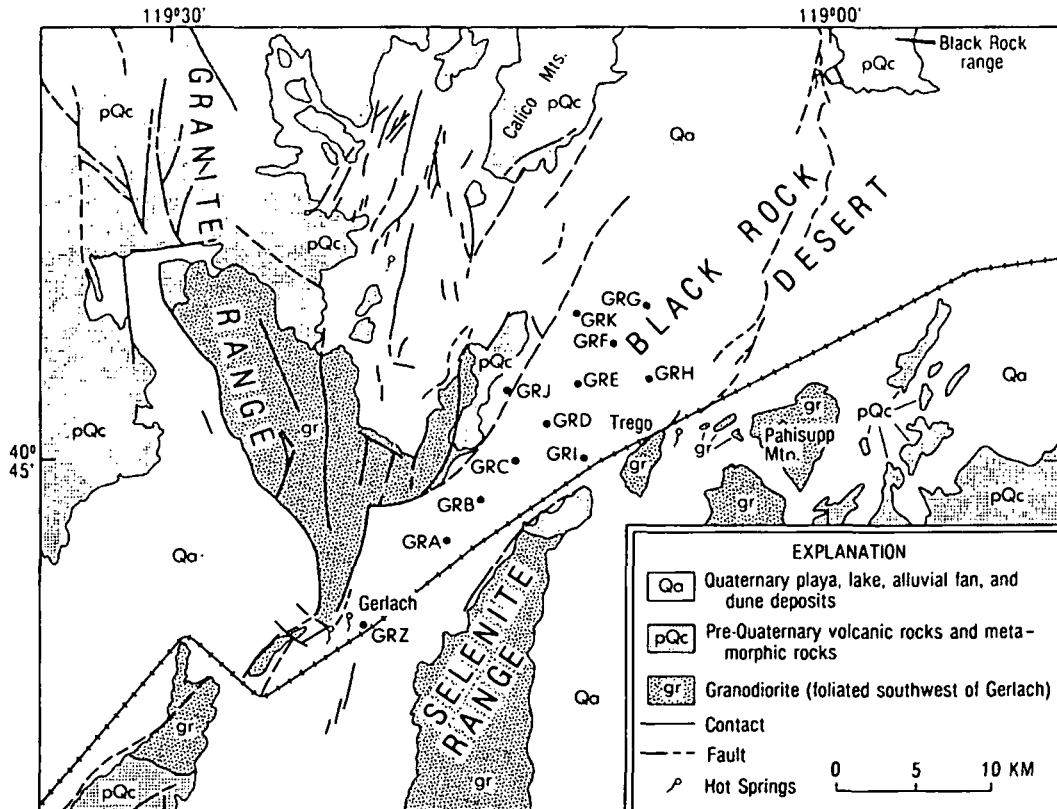 119°30'
119°00'
Black Rock
range
pQc
pQc
GRANITE
Calico Mts.
pQc
Qa
pQc
BLACK ROCK
DESERT
RANGE
GRG
GRK
GRF
pQc
GRE
GRH
GRJ
Qa
pQc
gr
GRD
Trego
gr
pQc
40°
45'
GRC
GRI
gr
gr
Pahisupp
Mtn.
GRB
gr
pQc
GRA
Qa
Gerlach
GRZ
SELENITE
RANGE
Qa
gr
gr
pQc
EXPLANATION
Qa Quaternary playa, lake, alluvial fan, and
dune deposits
pQc Pre-Quaternary volcanic rocks and meta-
morphic rocks
gr Granodiorite (foliated southwest of Gerlach)
Contact
Fault
Hot Springs
0 5 10 KM